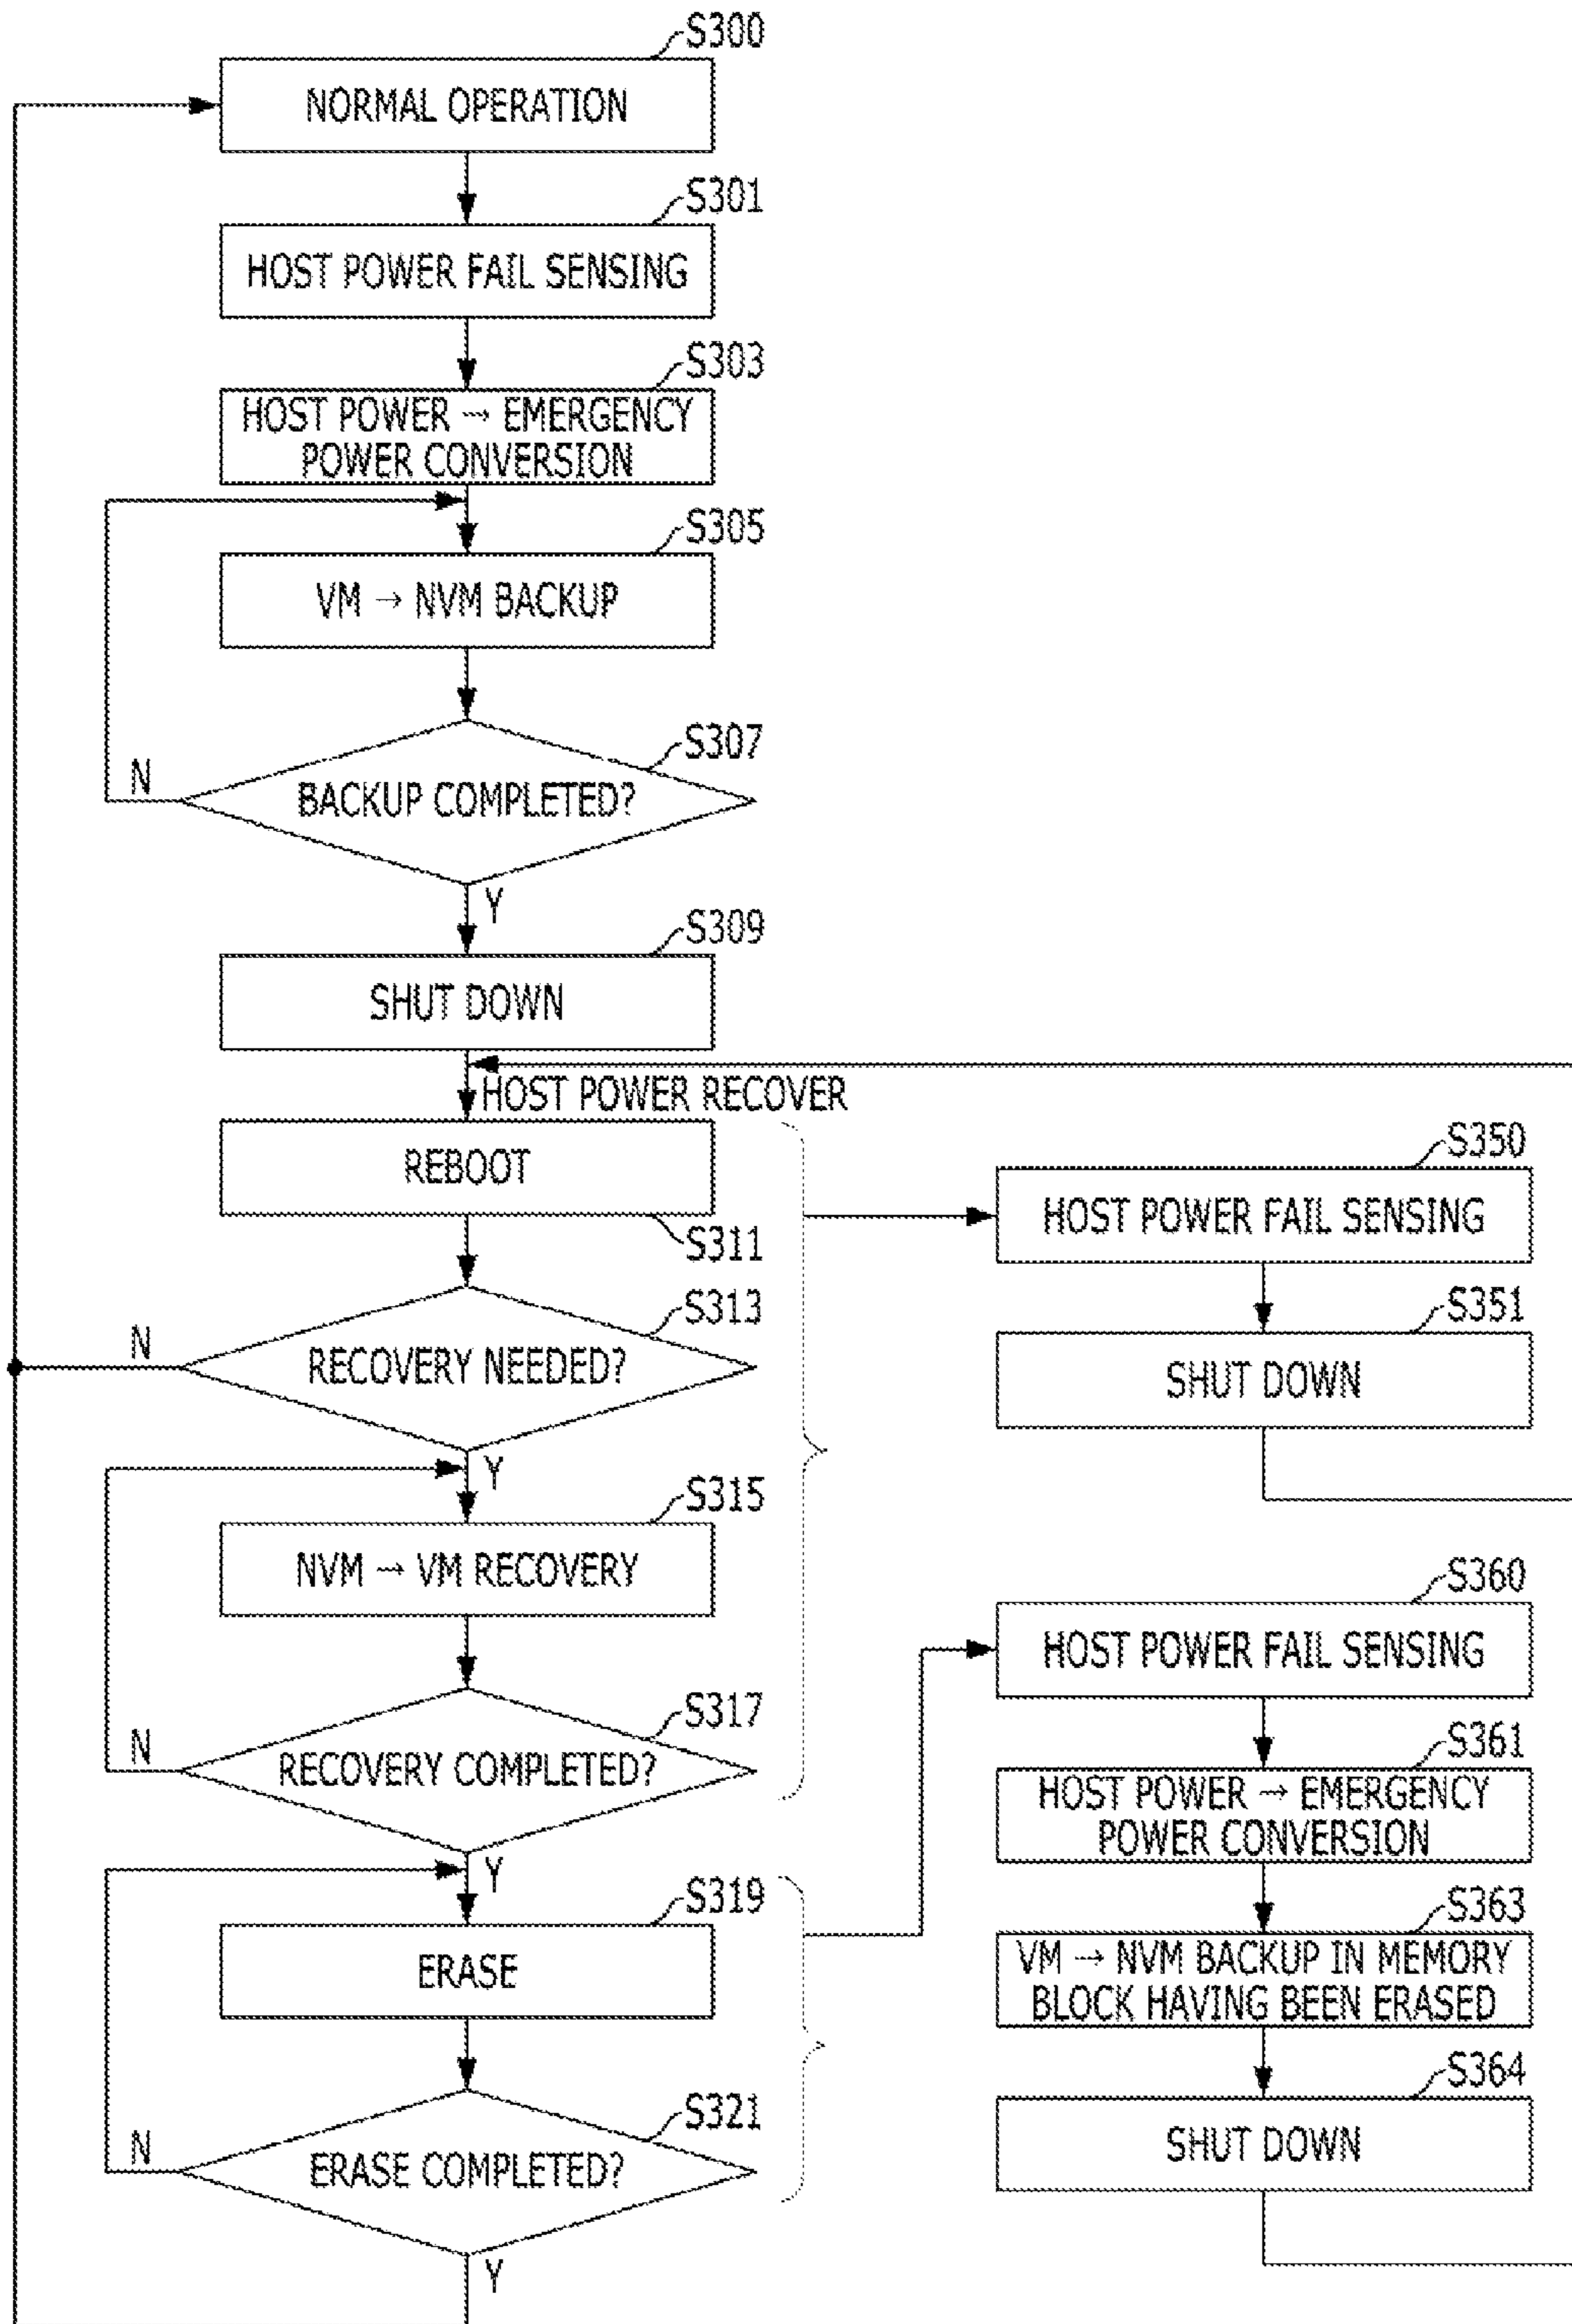 S300
NORMAL OPERATION
S301
HOST POWER FAIL SENSING
S303
HOST POWER → EMERGENCY
POWER CONVERSION
S305
VM → NVM BACKUP
S307
N
BACKUP COMPLETED?
Y
S309
SHUT DOWN
HOST POWER RECOVER
REBOOT
S311
S313
N
RECOVERY NEEDED?
Y
S315
NVM → VM RECOVERY
S317
N
RECOVERY COMPLETED?
Y
S319
ERASE
S321
N
ERASE COMPLETED?
Y
S350
HOST POWER FAIL SENSING
S351
SHUT DOWN
S360
HOST POWER FAIL SENSING
S361
HOST POWER → EMERGENCY
POWER CONVERSION
S363
VM → NVM BACKUP IN MEMORY
BLOCK HAVING BEEN ERASED
S364
SHUT DOWN